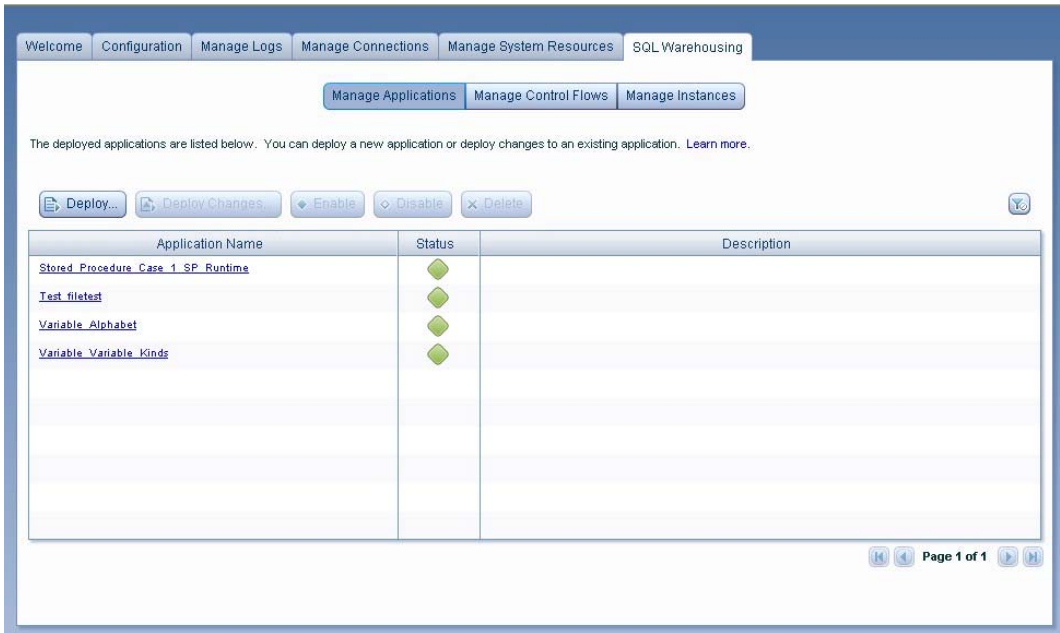 Welcome
Configuration
Manage Logs
Manage Connections
Manage System Resources
SQL Warehousing
Manage Applications
Manage Control Flows
Manage Instances
The deployed applications are listed below. You can deploy a new application or deploy changes to an existing application. Learn more.
Deploy...
Deploy Changes...
Enable
Disable
Delete
Application Name
Status
Description
Stored_Procedure_Case_1_SP_Runtime
Test_filetest
Variable_Alphabet
Variable_Variable_Kinds
Page 1 of 1